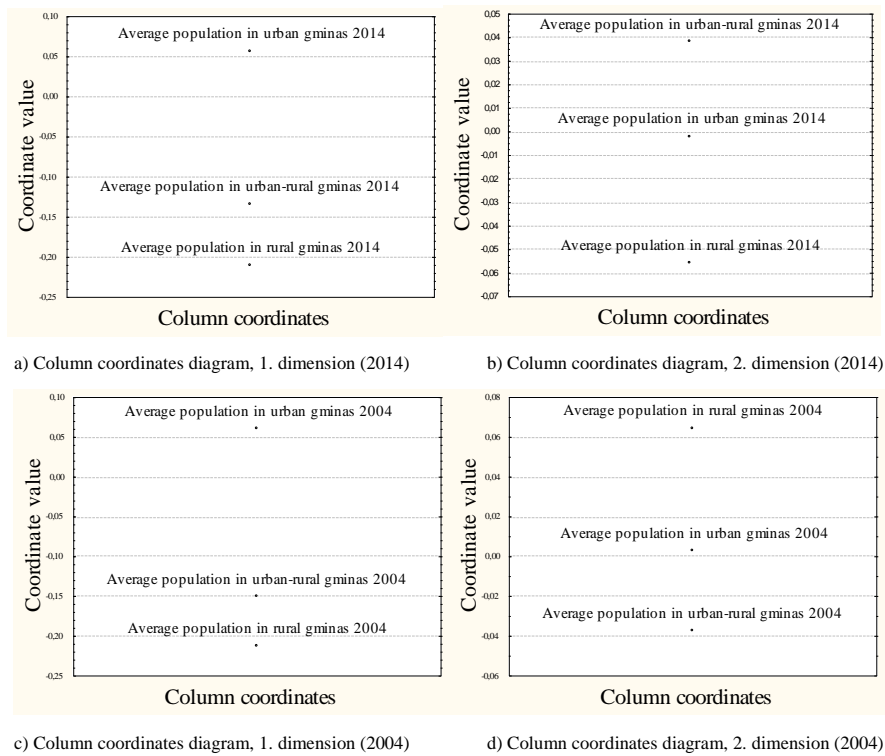 0,10
0,05
0,00
-0,05
-0,10
-0,15
-0,20
-0,25
Coordinate value
Average population in urban gminas 2014
Average population in urban-rural gminas 2014
Average population in rural gminas 2014
Column coordinates
0,05
0,04
0,03
0,02
0,01
0,00
-0,01
-0,02
-0,03
-0,04
-0,05
-0,06
-0,07
Coordinate value
Average population in urban-rural gminas 2014
Average population in urban gminas 2014
Average population in rural gminas 2014
Column coordinates
a) Column coordinates diagram, 1. dimension (2014)
b) Column coordinates diagram, 2. dimension (2014)
0,10
0,05
0,00
-0,05
-0,10
-0,15
-0,20
-0,25
Coordinate value
Average population in urban gminas 2004
Average population in urban-rural gminas 2004
Average population in rural gminas 2004
Column coordinates
0,08
0,06
0,04
0,02
0,00
-0,02
-0,04
-0,06
Coordinate value
Average population in rural gminas 2004
Average population in urban gminas 2004
Average population in urban-rural gminas 2004
Column coordinates
c) Column coordinates diagram, 1. dimension (2004)
d) Column coordinates diagram, 2. dimension (2004)